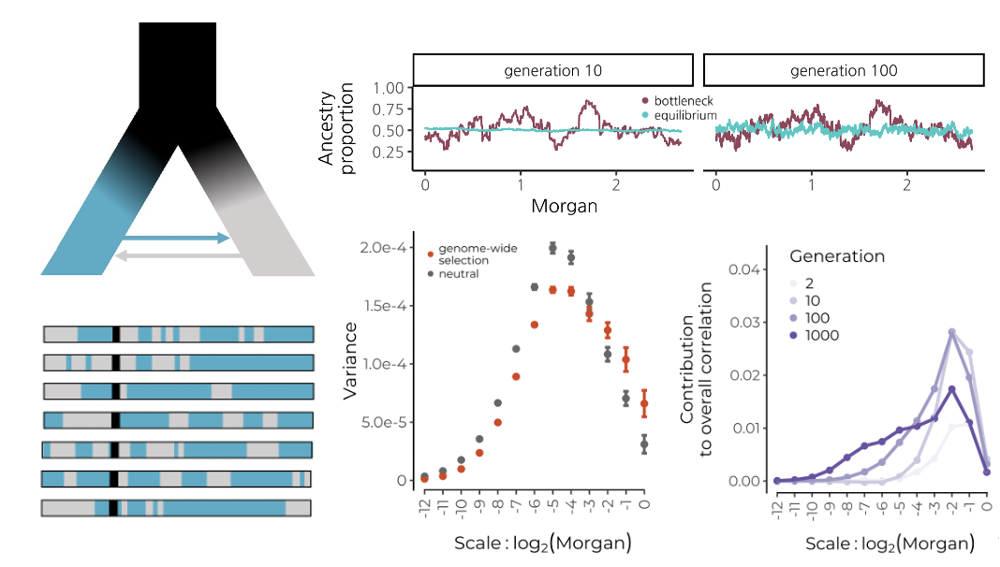 generation 10
generation 100
Ancestry
proportion
1.00
0.75
0.50
0.25
bottleneck
equilibrium
0
1
2
0
1
2
Morgan
Variance
2.0e-4
1.5e-4
1.0e-4
5.0e-5
0
genome-wide
selection
neutral
-12
-11
-10
-9
-8
-7
-6
-5
-4
-3
-2
-1
0
Scale : log₂(Morgan)
Contribution
to overall correlation
0.04
0.03
0.02
0.01
0.00
Generation
2
10
100
1000
-12
-11
-10
-9
-8
-7
-6
-5
-4
-3
-2
-1
0
Scale : log₂(Morgan)